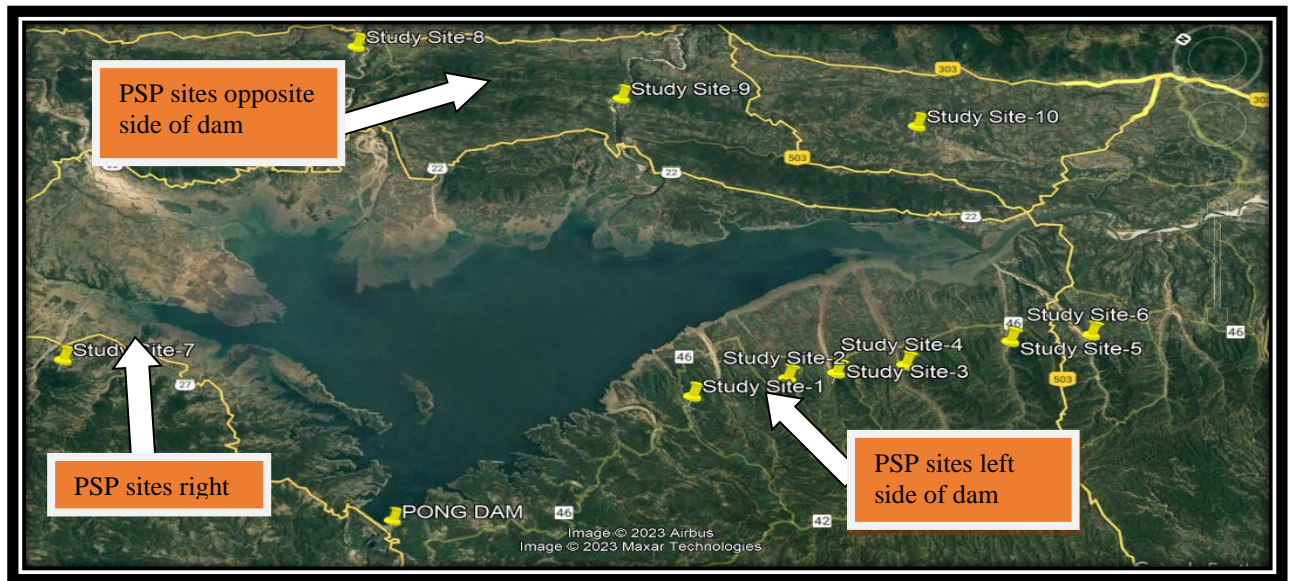 Study Site-8
303
303
PSP sites opposite
side of dam
Study Site-9
Study Site-10
503
22
22
22
Study Site-7
27
46
Study Site-6
46
46
Study Site-4
Study Site-5
Study Site-2
Study Site-3
Study Site-1
503
PSP sites left
side of dam
PSP sites right
PONG DAM
46
42
Image © 2023 Airbus
Image © 2023 Maxar Technologies